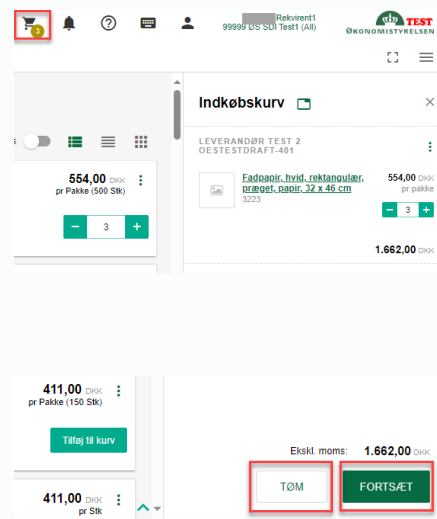 3
Rekvirent1
99999 ØS SDI Test1 (All)
TEST
ØKONOMISTYRELSEN
Indkøbskurv
LEVERANDØR TEST 2
OESTESTDRAFT-401
s
554,00 DKK
pr Pakke (500 Stk)
− 3 +
Fadpapir, hvid, rektangulær,
præget, papir, 32 x 46 cm
3223
554,00 DKK
pr pakke
− 3 +
1.662,00 DKK
411,00 DKK
pr Pakke (150 Stk)
Tilføj til kurv
411,00 DKK
pr Stk
Ekskl. moms: 1.662,00 DKK
TØM
FORTSÆT